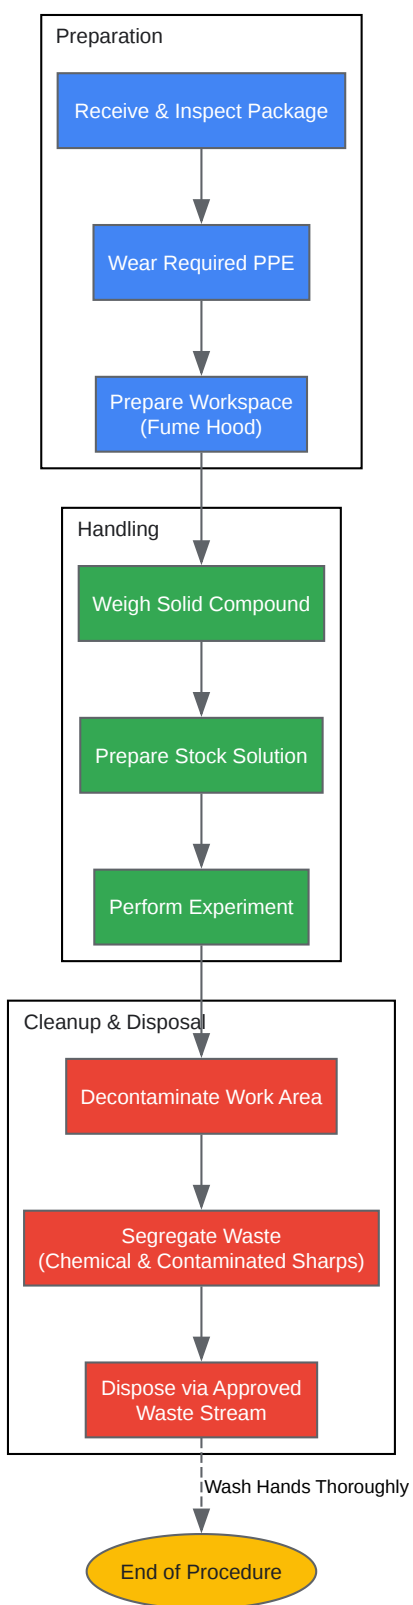 Preparation
Receive & Inspect Package
Wear Required PPE
Prepare Workspace
(Fume Hood)
Handling
Weigh Solid Compound
Prepare Stock Solution
Perform Experiment
Cleanup & Disposal
Decontaminate Work Area
Segregate Waste
(Chemical & Contaminated Sharps)
Dispose via Approved
Waste Stream
Wash Hands Thoroughly
End of Procedure